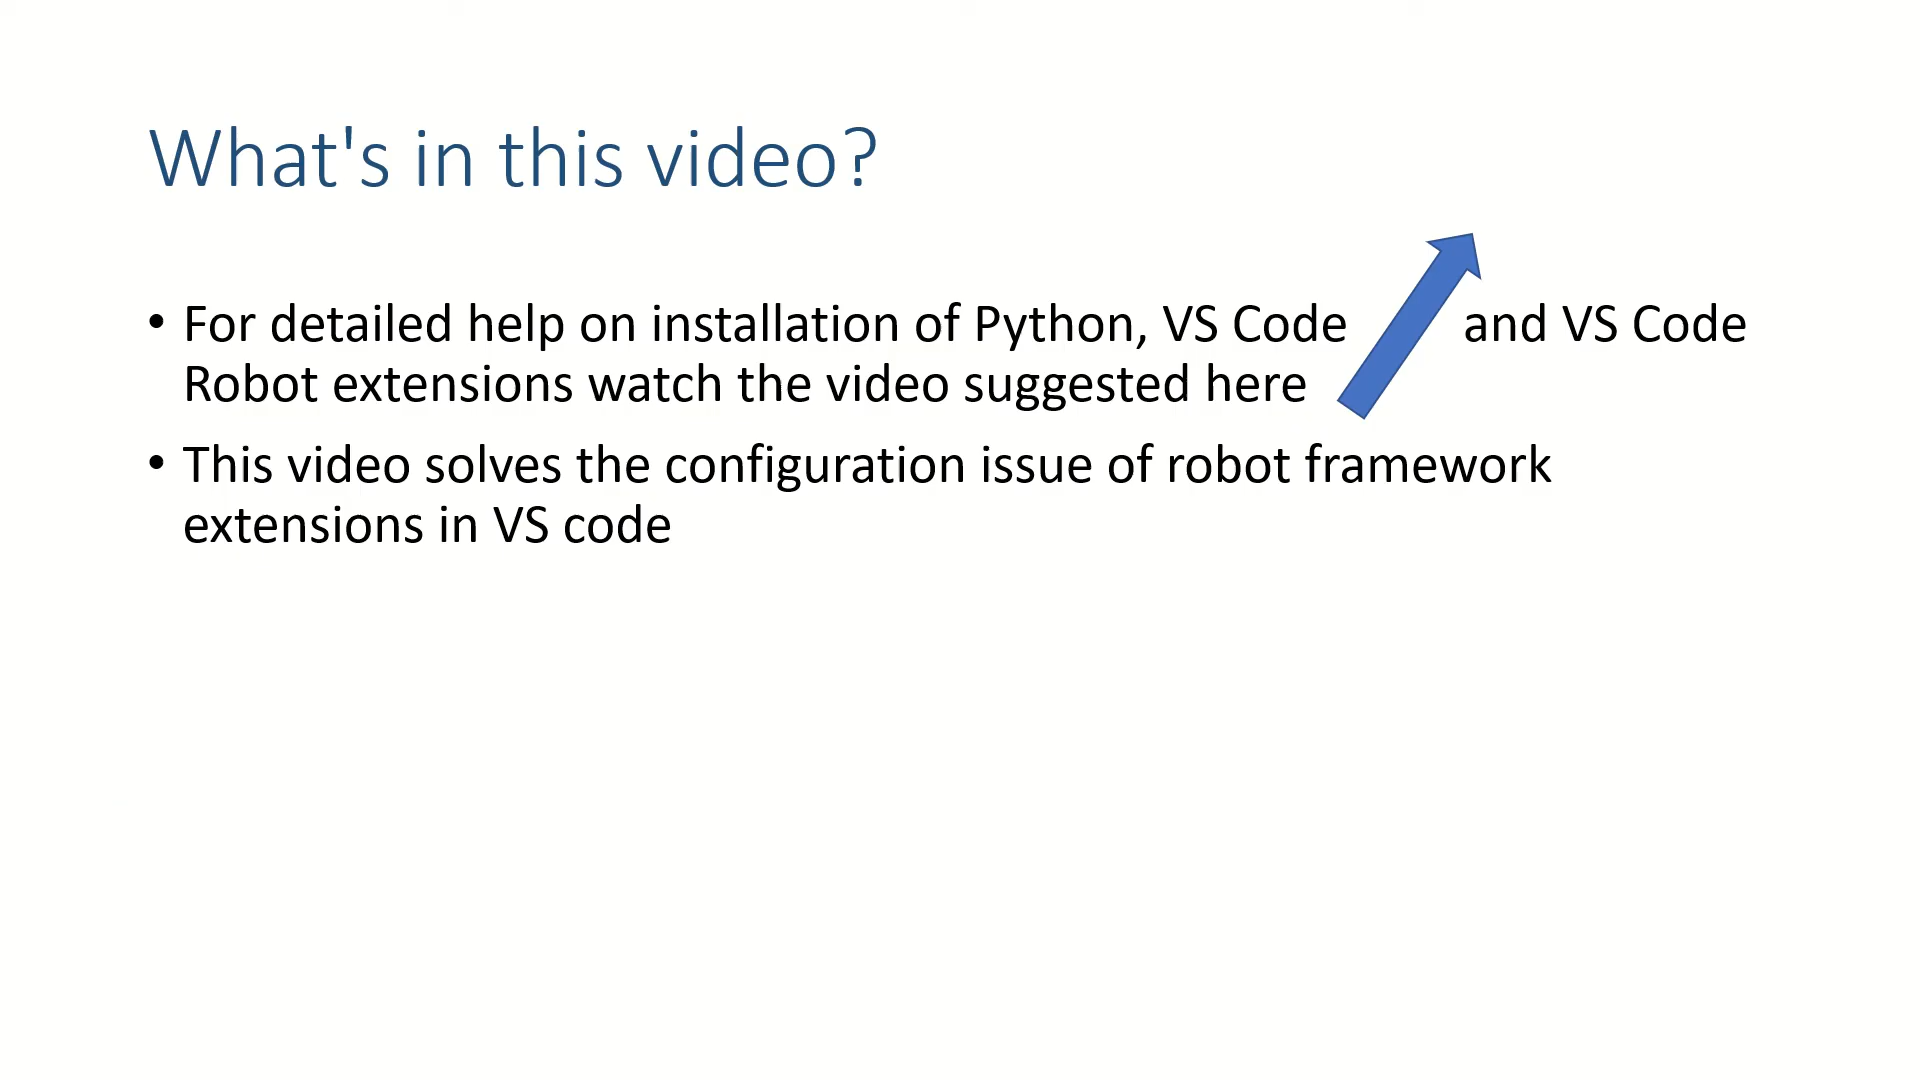 What's in this video?
• For detailed help on installation of Python, VS Code and VS Code
Robot extensions watch the video suggested here
• This video solves the configuration issue of robot framework
extensions in VS code